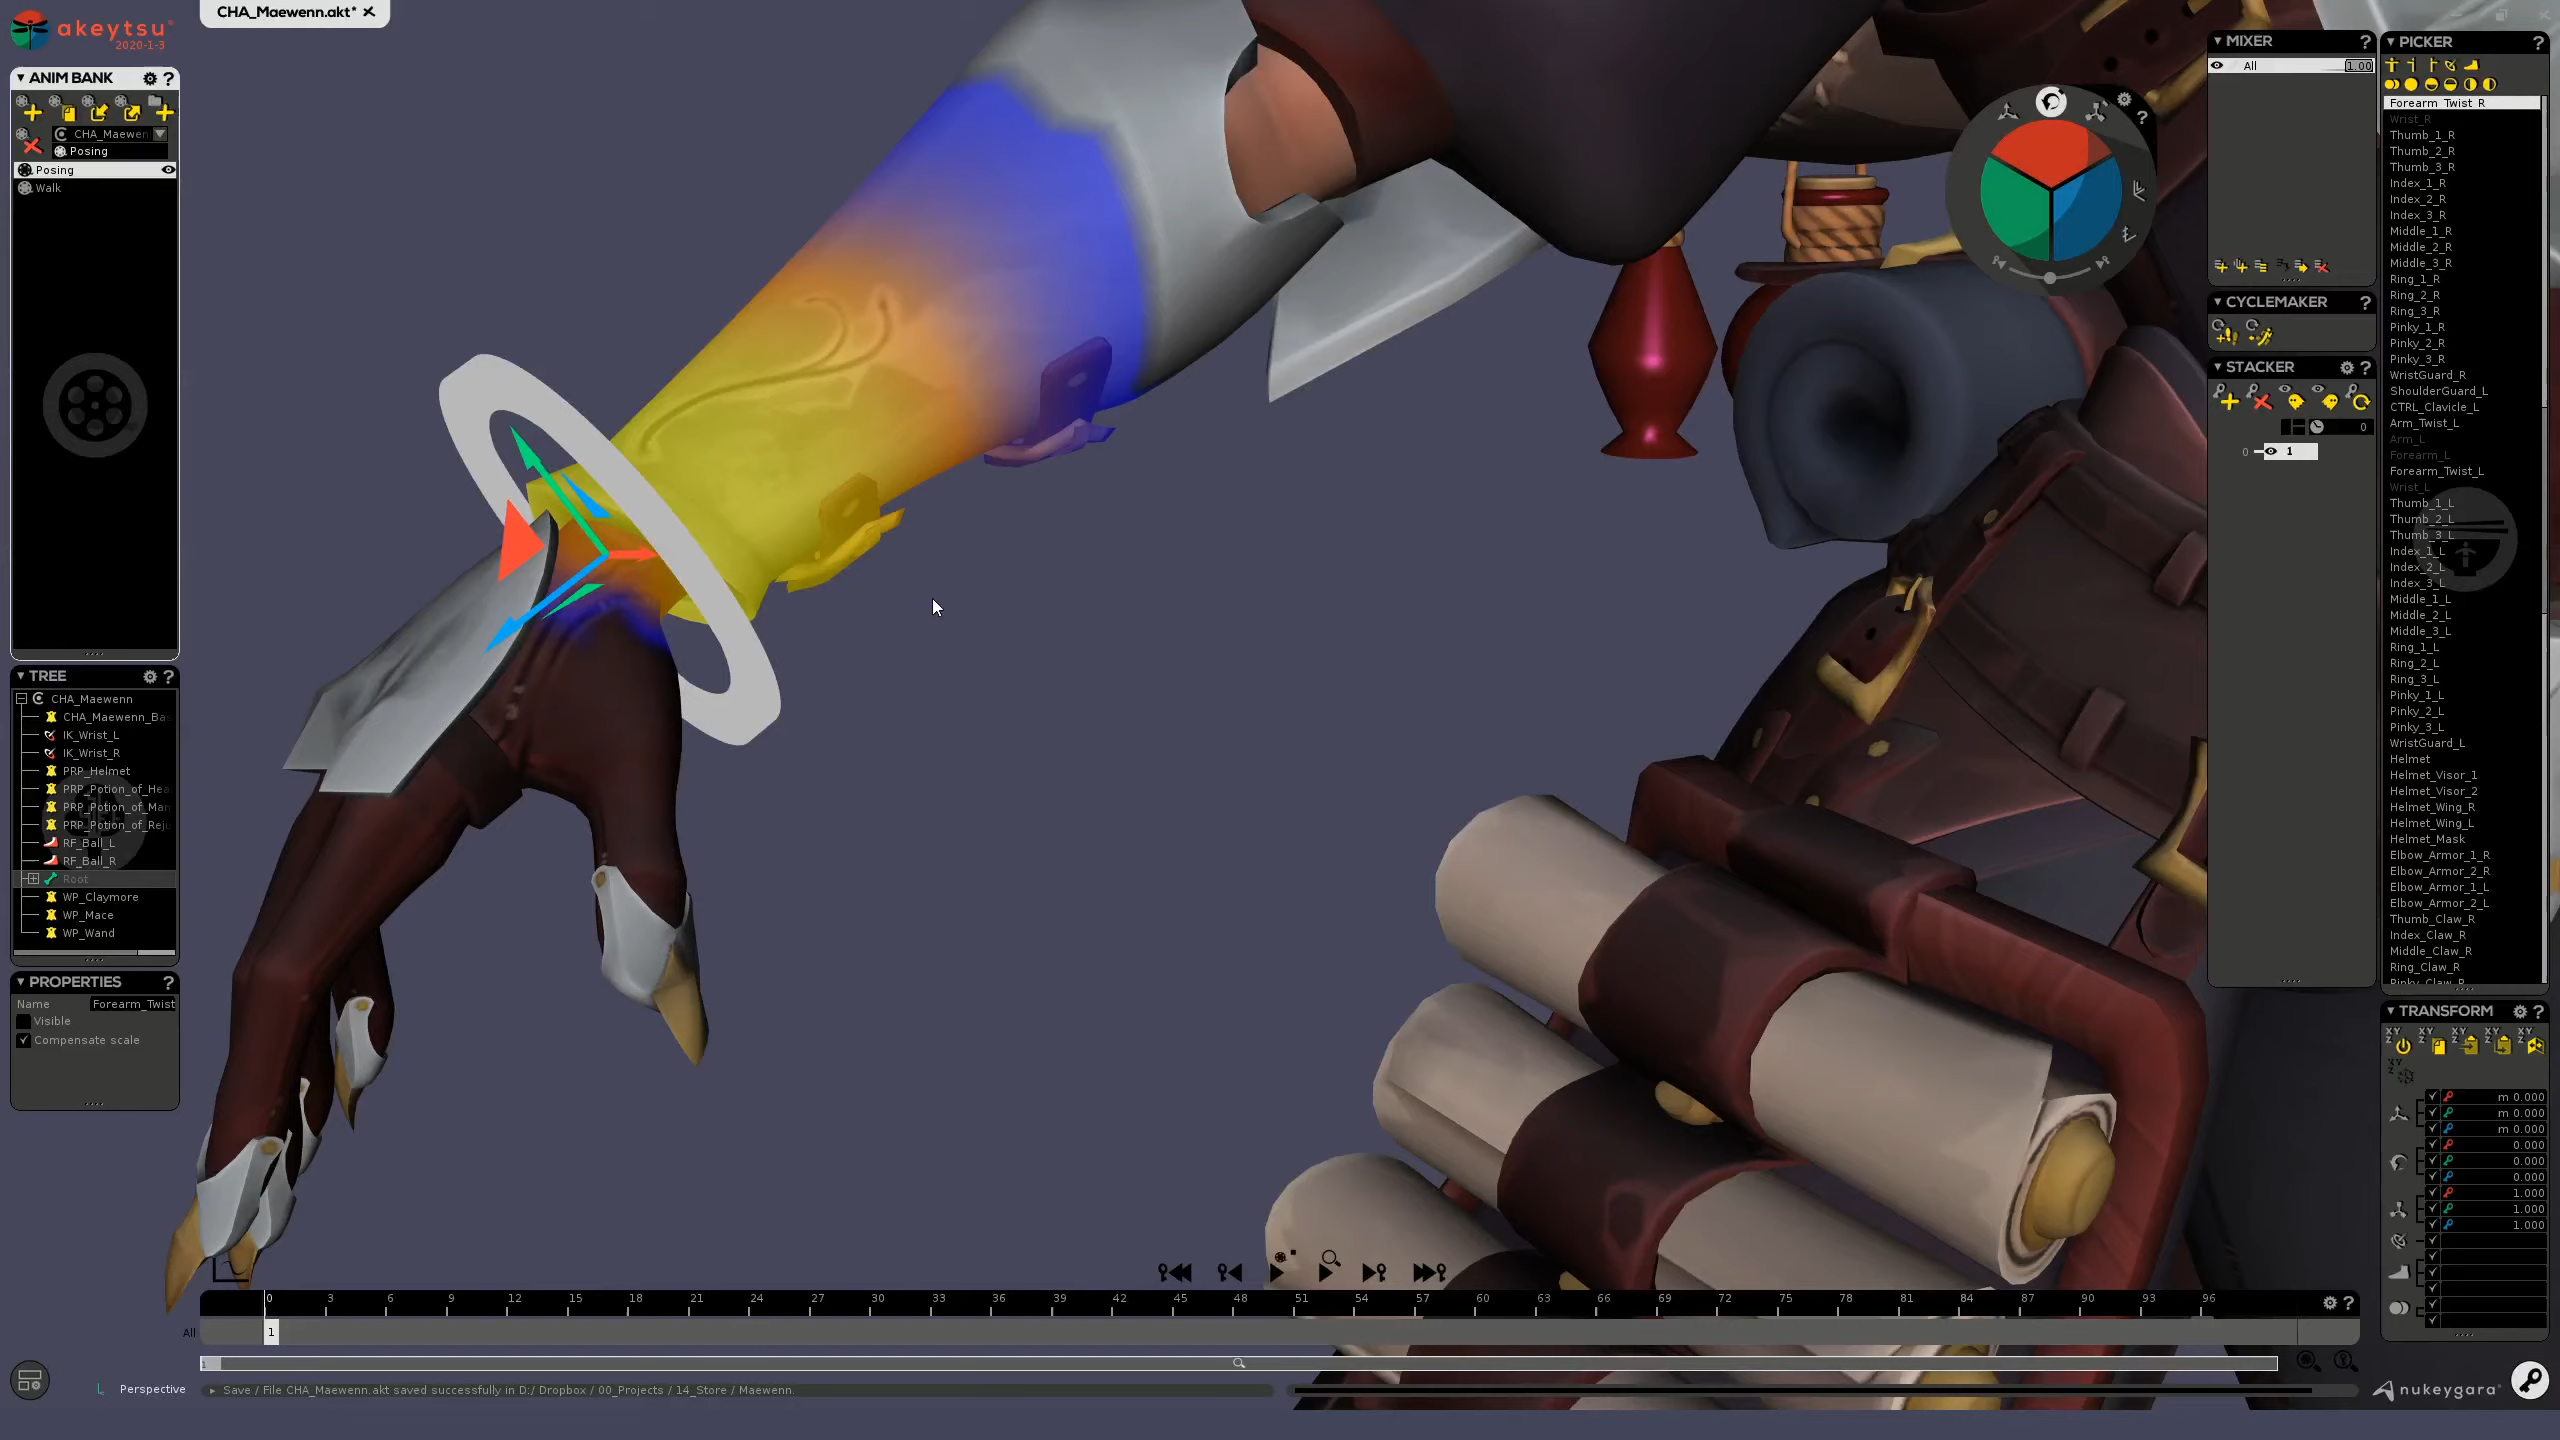 CHA_Maewenn.akt* ✕
akeytsu
2020-1-3
ANIM BANK
?
CHA_Maewen
Posing
Posing
Walk
TREE
?
CHA_Maewenn
CHA_Maewenn_Ba
IK_Wrist_L
IK_Wrist_R
PRP_Helmet
PRP_Potion_of_Hea
PRP_Potion_of_Man
PRP_Potion_of_Reju
RF_Ball_L
RF_Ball_R
Root
WP_Claymore
WP_Mace
WP_Wand
PROPERTIES
?
Name Forearm_Twist
Visible
Compensate scale
MIXER
?
All 1.00
CYCLEMAKER
?
STACKER
?
0
0 1
PICKER
?
Forearm_Twist_R
Wrist_R
Thumb_1_R
Thumb_2_R
Thumb_3_R
Index_1_R
Index_2_R
Index_3_R
Middle_1_R
Middle_2_R
Middle_3_R
Ring_1_R
Ring_2_R
Ring_3_R
Pinky_1_R
Pinky_2_R
Pinky_3_R
WristGuard_R
ShoulderGuard_L
CTRL_Clavicle_L
Arm_Twist_L
Arm_L
Forearm_L
Forearm_Twist_L
Wrist_L
Thumb_1_L
Thumb_2_L
Thumb_3_L
Index_1_L
Index_2_L
Index_3_L
Middle_1_L
Middle_2_L
Middle_3_L
Ring_1_L
Ring_2_L
Ring_3_L
Pinky_1_L
Pinky_2_L
Pinky_3_L
WristGuard_L
Helmet
Helmet_Visor_1
Helmet_Visor_2
Helmet_Wing_R
Helmet_Wing_L
Helmet_Mask
Elbow_Armor_1_R
Elbow_Armor_2_R
Elbow_Armor_1_L
Elbow_Armor_2_L
Thumb_Claw_R
Index_Claw_R
Middle_Claw_R
Ring_Claw_R
Pinky_Claw_R
TRANSFORM
?
m 0.000
m 0.000
m 0.000
0.000
0.000
0.000
1.000
1.000
1.000
0 3 6 9 12 15 18 21 24 27 30 33 36 39 42 45 48 51 54 57 60 63 66 69 72 75 78 81 84 87 90 93 96
?
All 1
1
Perspective
Save / File CHA_Maewenn.akt saved successfully in D:/ Dropbox / 00_Projects / 14_Store / Maewenn.
nukeygara